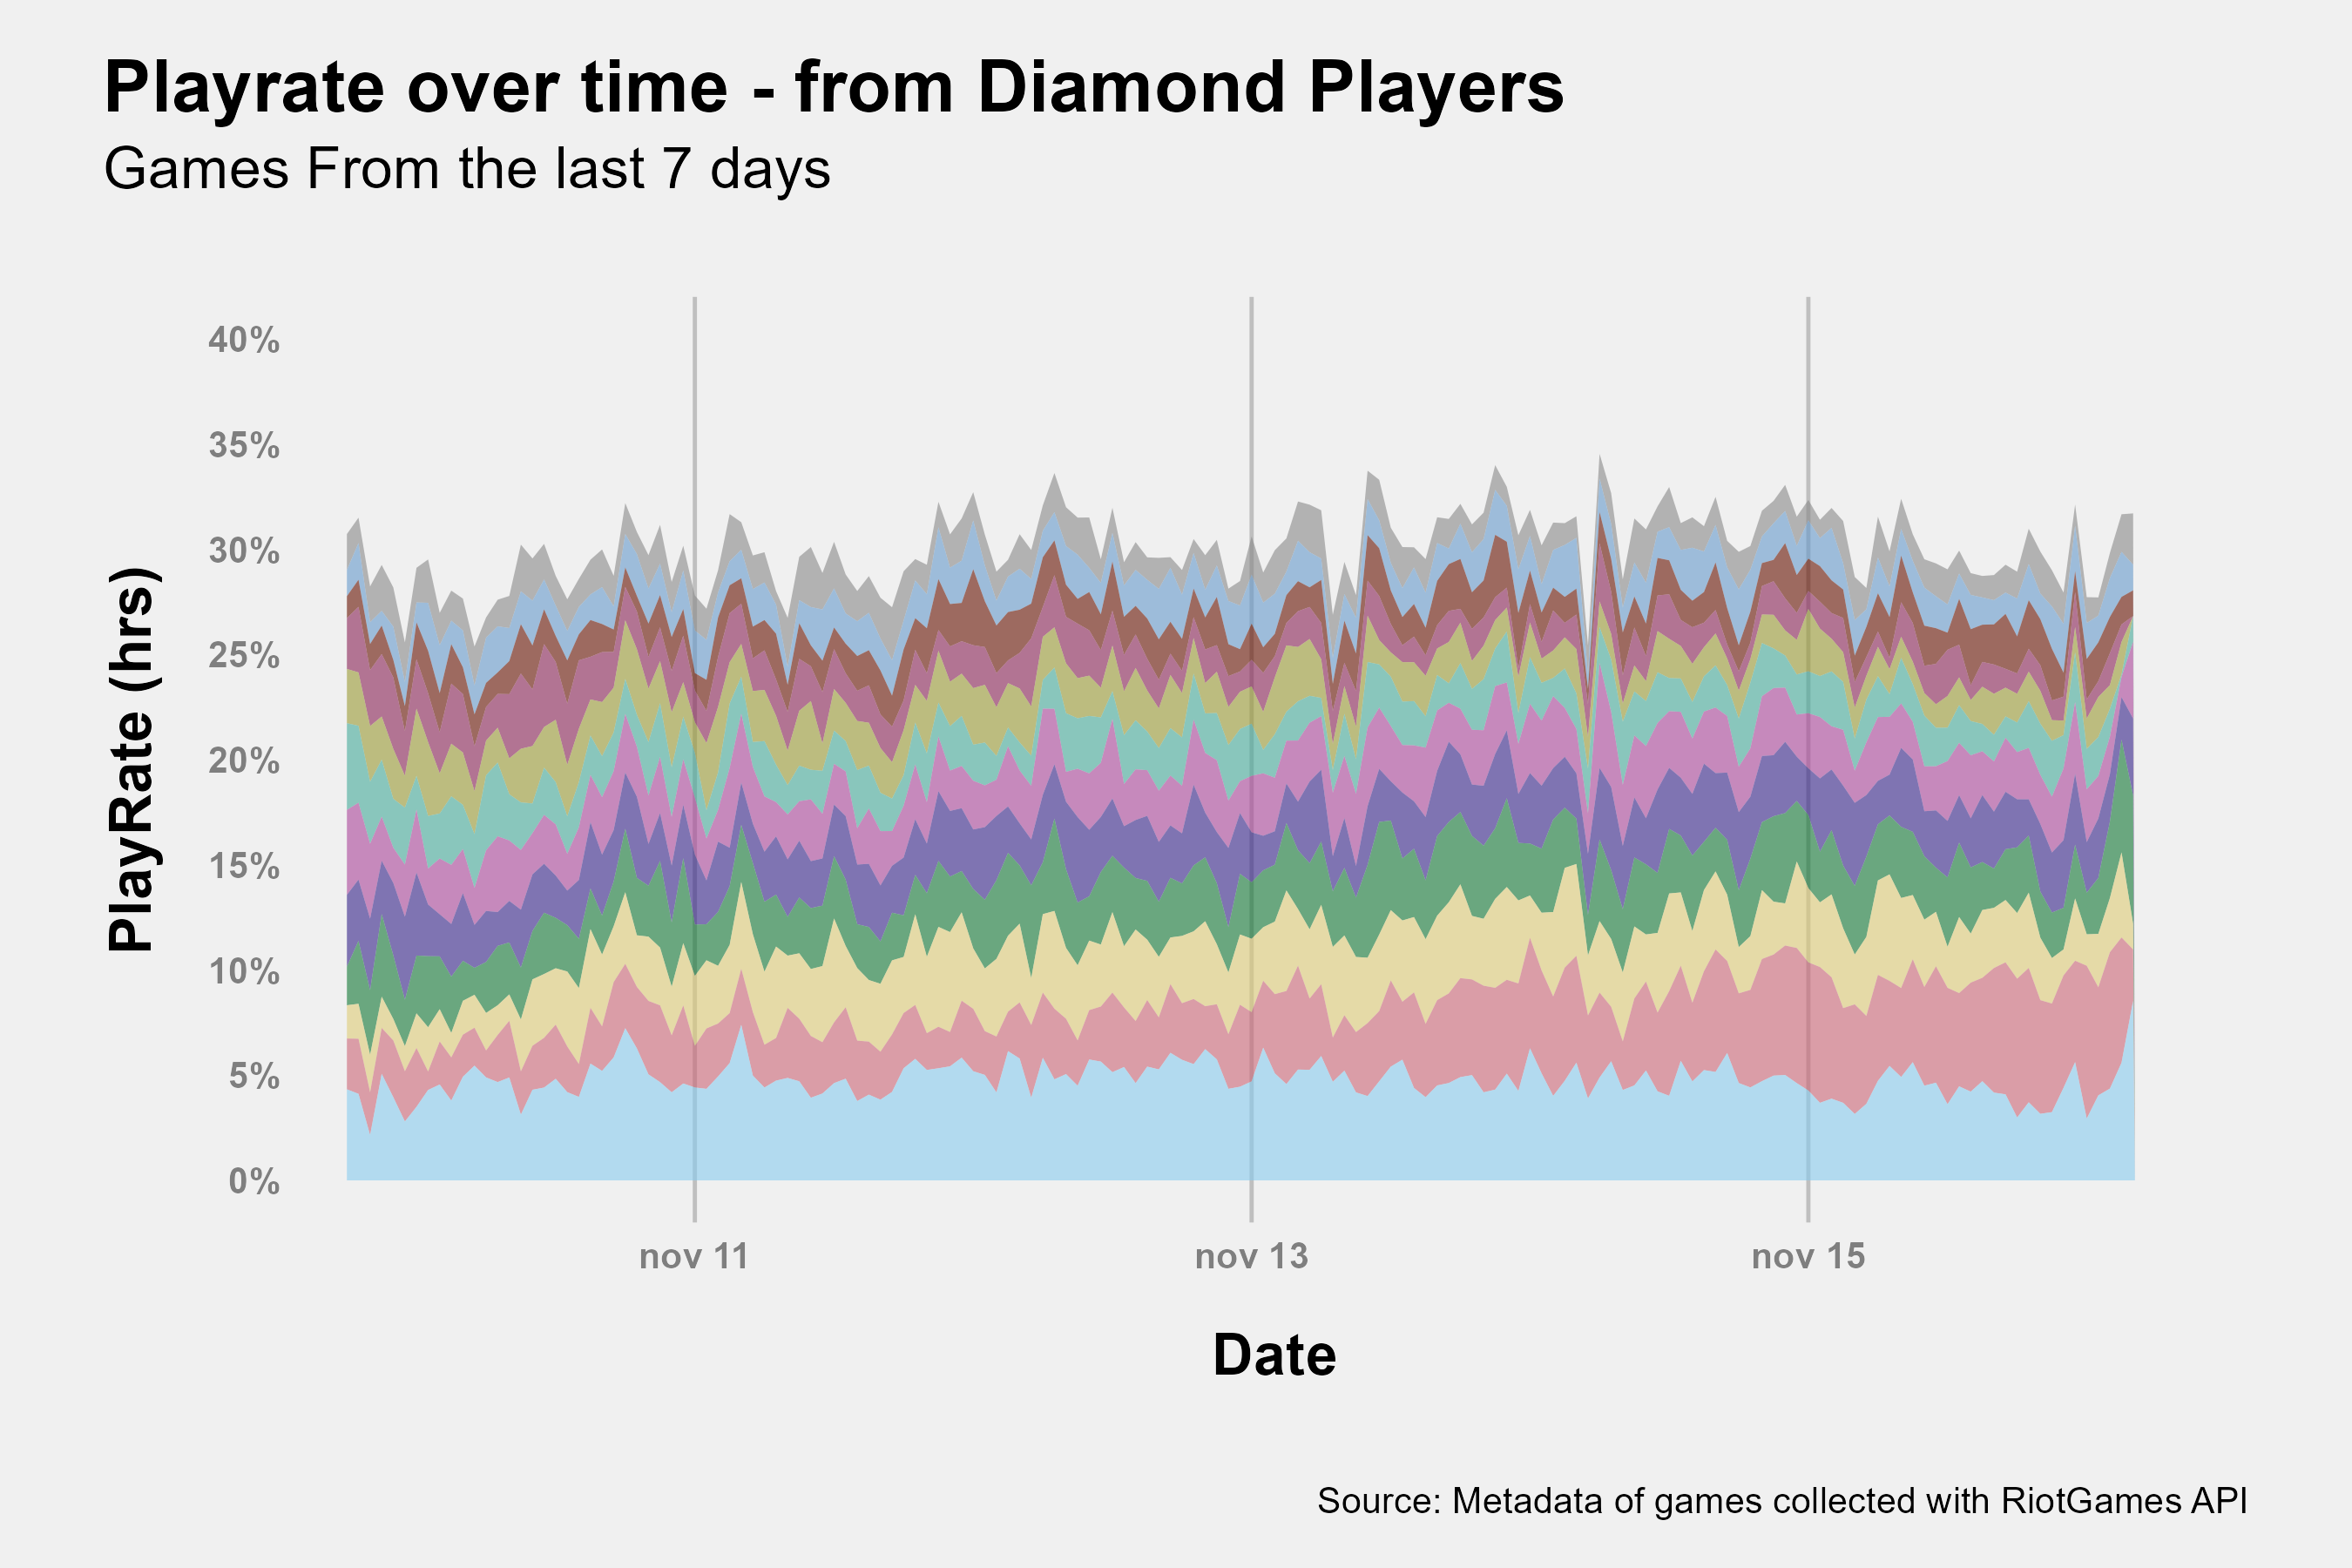 Playrate over time - from Diamond Players
Games From the last 7 days
PlayRate (hrs)
40%
35%
30%
25%
20%
15%
10%
5%
0%
nov 11
nov 13
nov 15
Date
Source: Metadata of games collected with RiotGames API